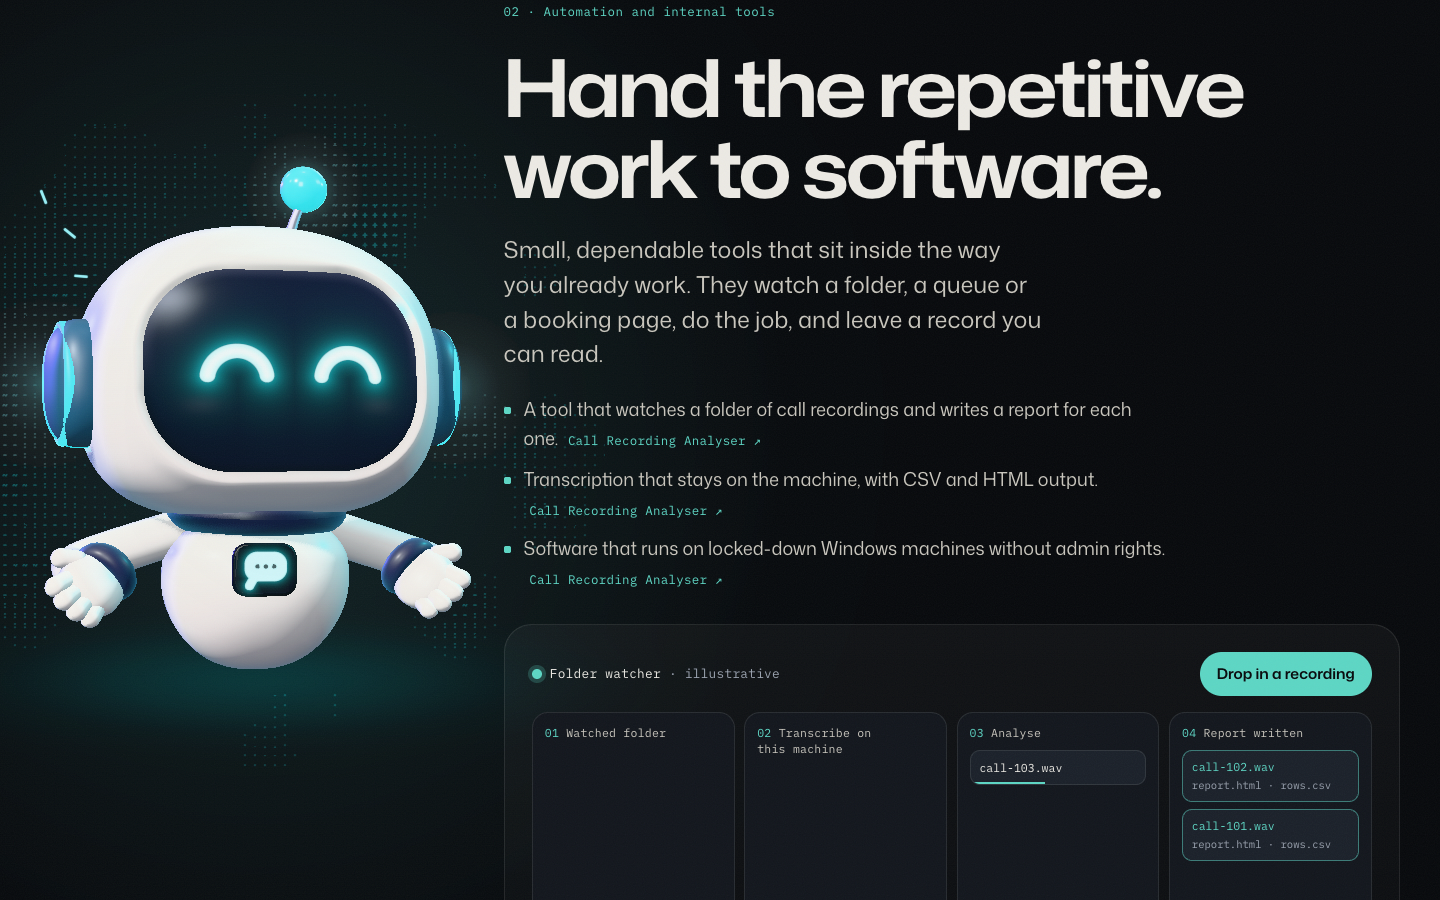 02 · Automation and internal tools
Hand the repetitive
work to software.
Small, dependable tools that sit inside the way
you already work. They watch a folder, a queue or
a booking page, do the job, and leave a record you
can read.
A tool that watches a folder of call recordings and writes a report for each
one. Call Recording Analyser ↗
Transcription that stays on the machine, with CSV and HTML output.
Call Recording Analyser ↗
Software that runs on locked-down Windows machines without admin rights.
Call Recording Analyser ↗
Folder watcher · illustrative
Drop in a recording
01 Watched folder
02 Transcribe on
this machine
03 Analyse
call-103.wav
04 Report written
call-102.wav
report.html · rows.csv
call-101.wav
report.html · rows.csv